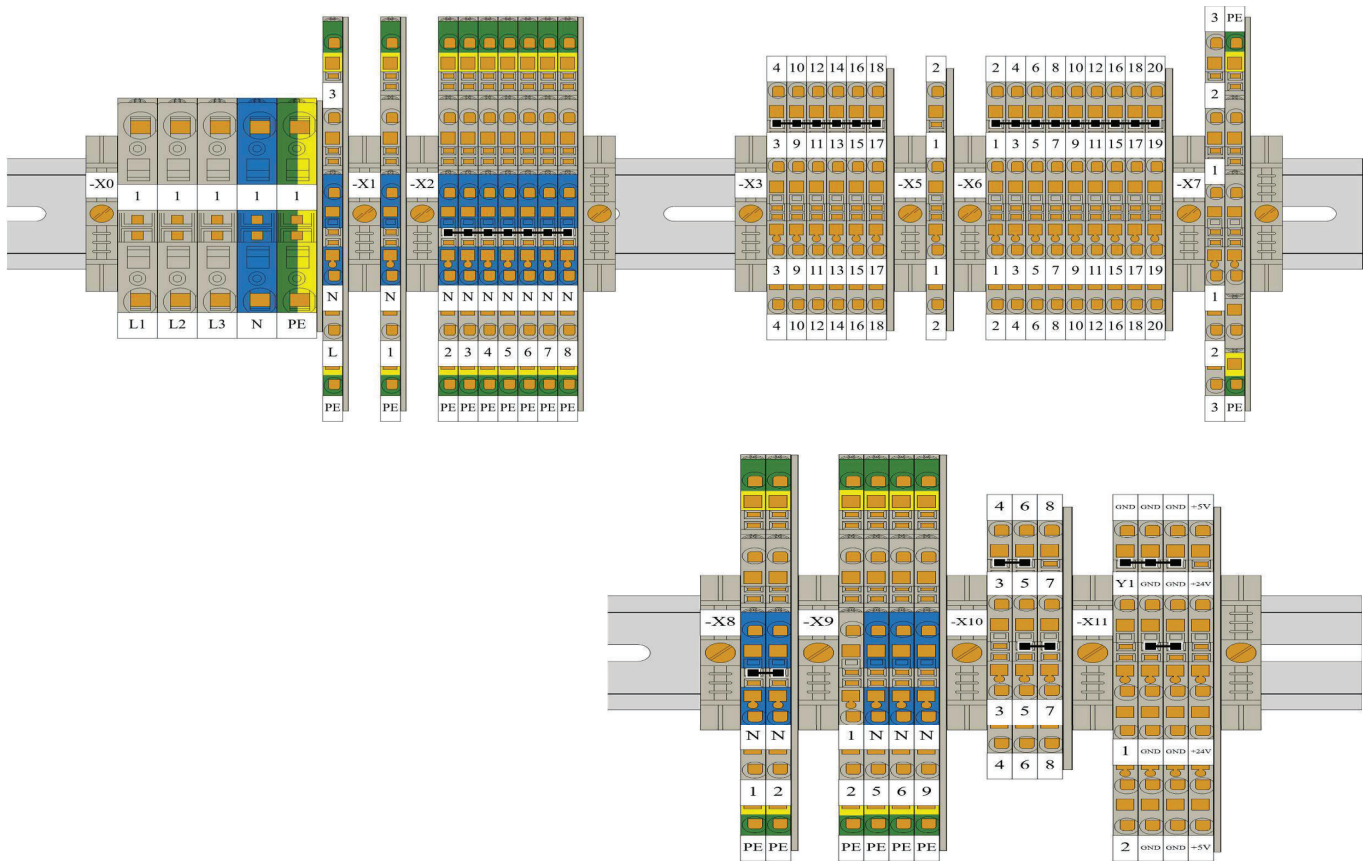 3 PE
4 10 12 14 16 18 2 2 4 6 8 10 12 16 18 20
3 2
-X0 -X1 -X2 -X3 3 9 11 13 15 17 -X5 1 -X6 1 3 5 7 9 11 15 17 19 -X7 1
1 1 1 1 1
3 9 11 13 15 17 1 1 3 5 7 9 11 15 17 19
N N N N N N N N N 1
L1 L2 L3 N PE 4 10 12 14 16 18 2 2 4 6 8 10 12 16 18 20
L 1 2 3 4 5 6 7 8 2
PE PE PE PE PE PE PE PE PE 3 PE
4 6 8 GND GND GND +5V
3 5 7 Y1 GND GND +24V
-X8 -X9 -X10 -X11
3 5 7
N N 1 N N N
1 GND GND +24V
4 6 8
1 2 2 5 6 9
PE PE PE PE PE PE 2 GND GND +5V